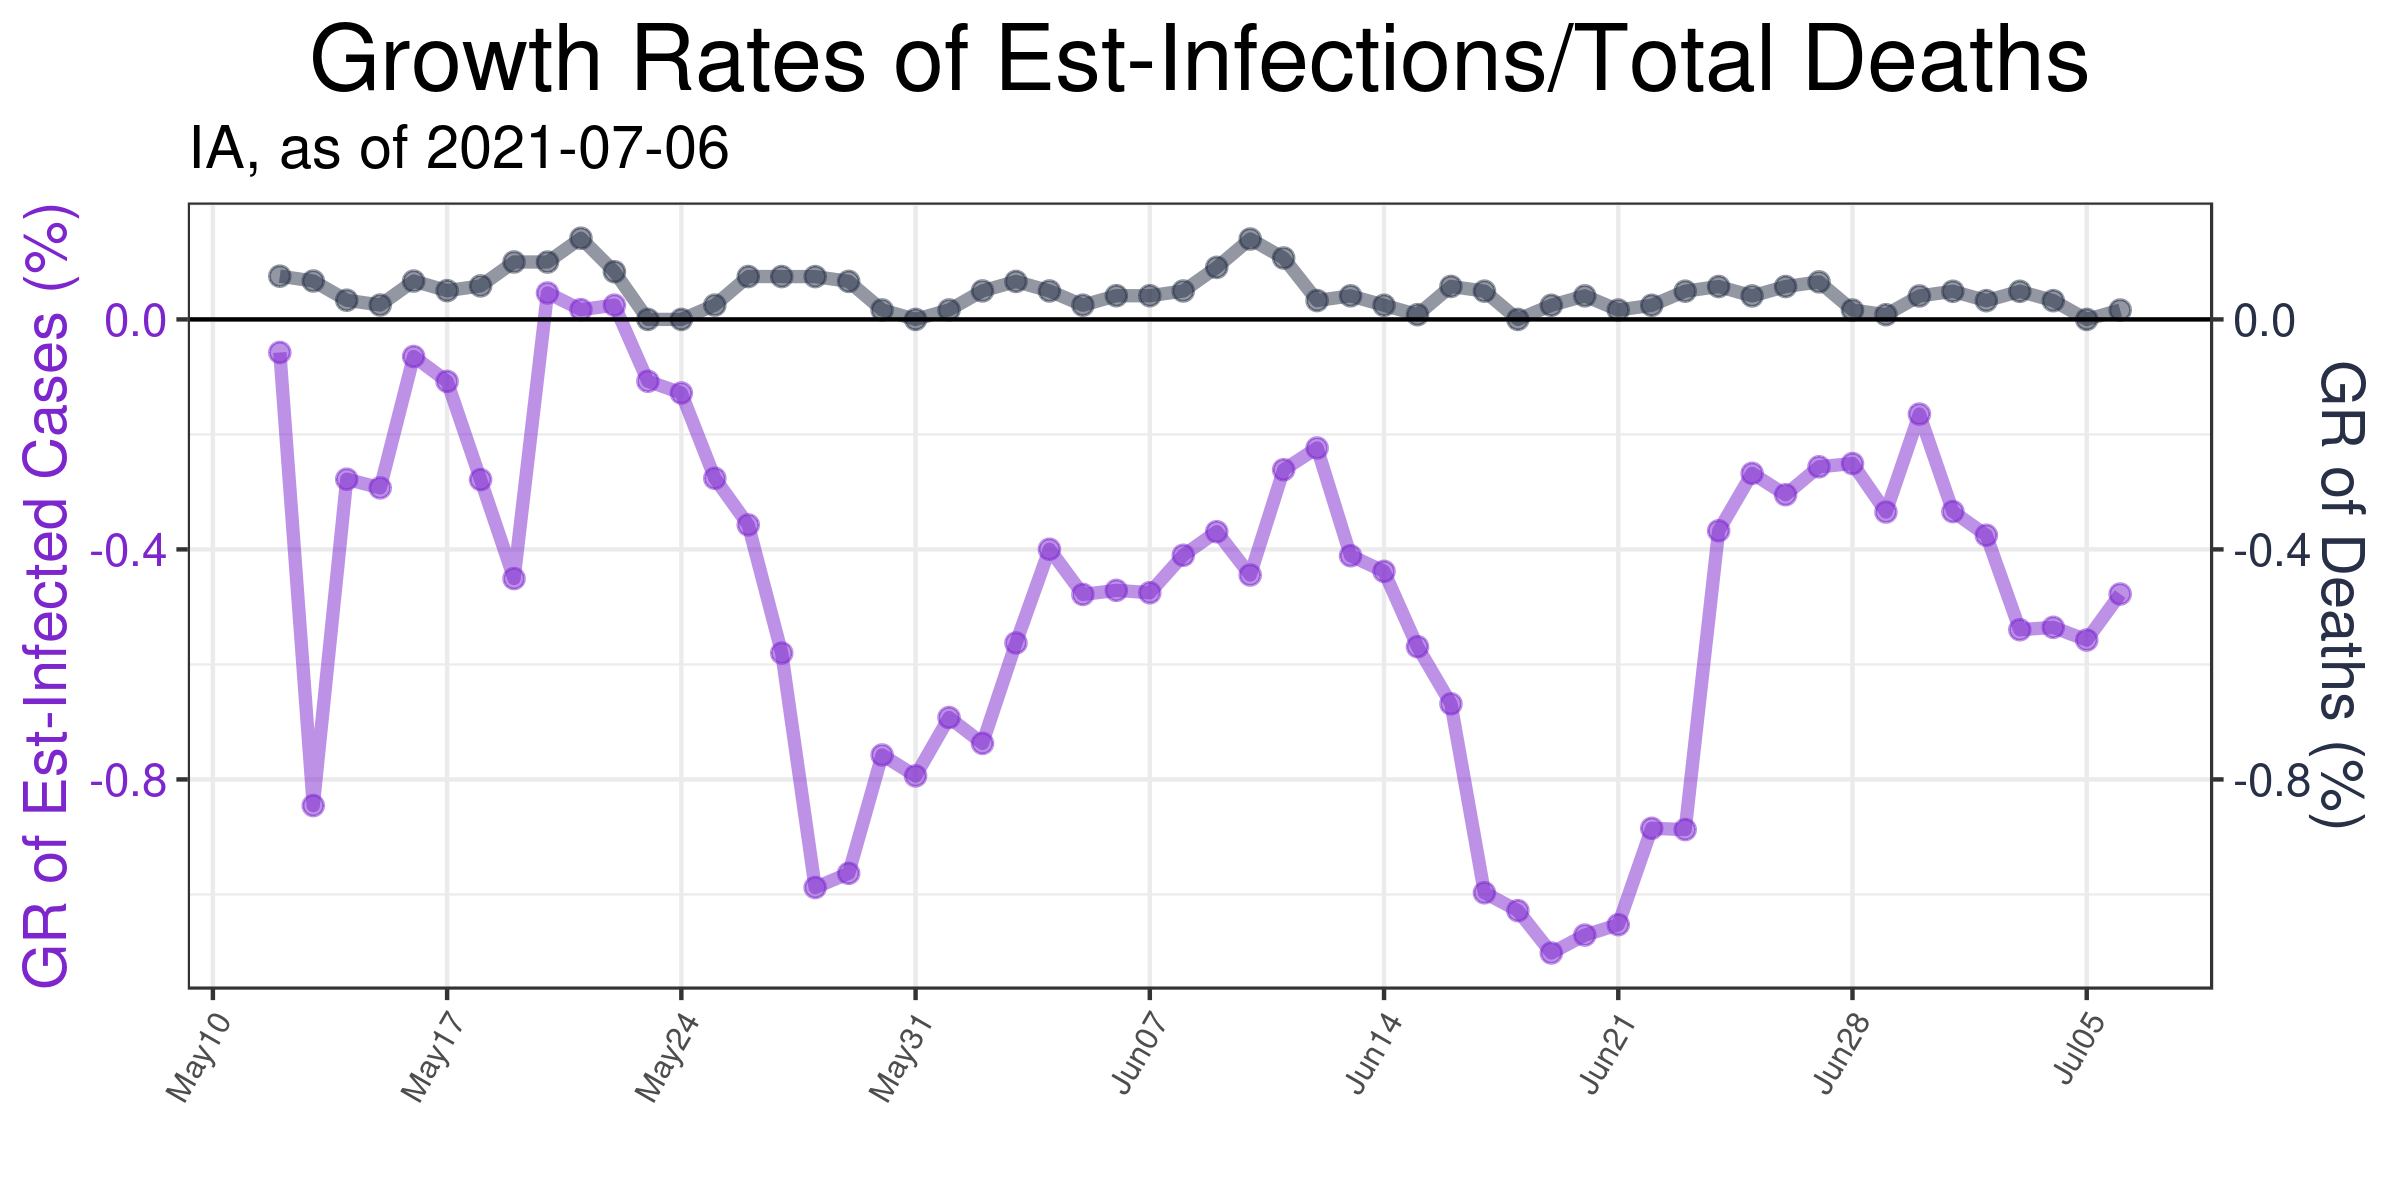 Growth Rates of Est-Infections/Total Deaths
IA, as of 2021-07-06
GR of Est-Infected Cases (%)
0.0
-0.4
-0.8
0.0
-0.4
-0.8
GR of Deaths (%)
May10
May17
May24
May31
Jun07
Jun14
Jun21
Jun28
Jul05